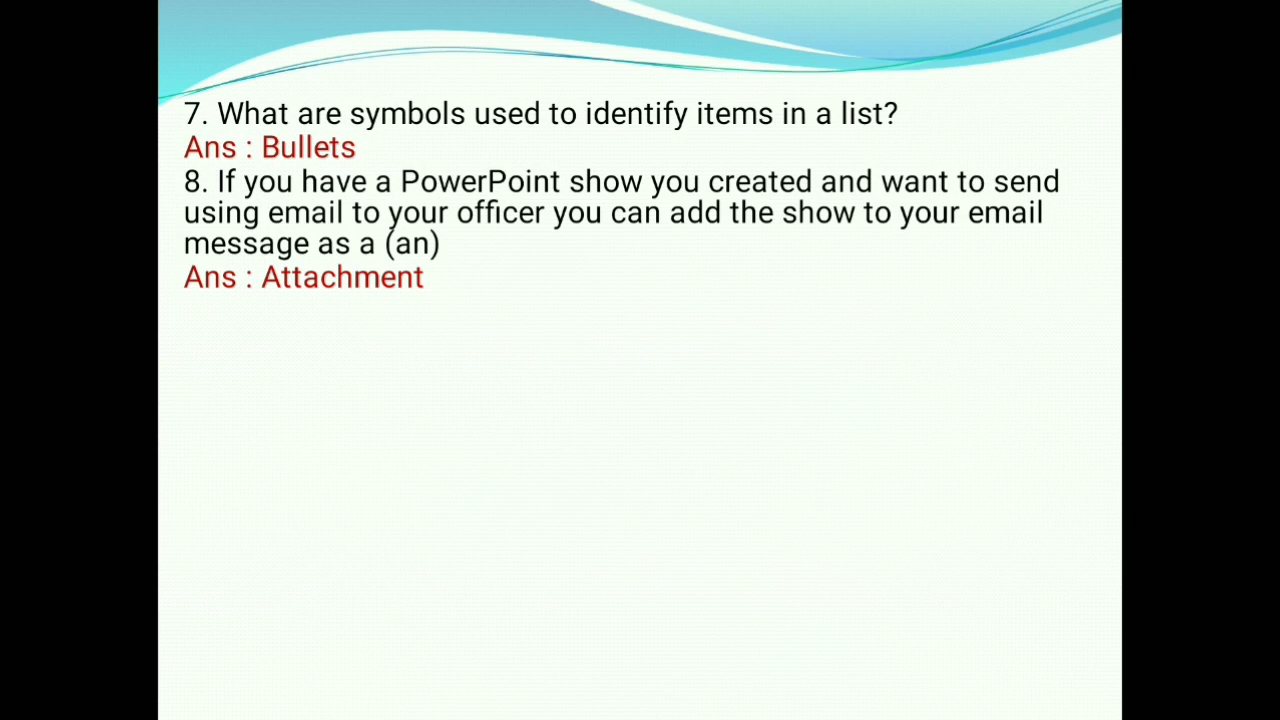 7. What are symbols used to identify items in a list?
Ans : Bullets
8. If you have a PowerPoint show you created and want to send
using email to your officer you can add the show to your email
message as a (an)
Ans : Attachment